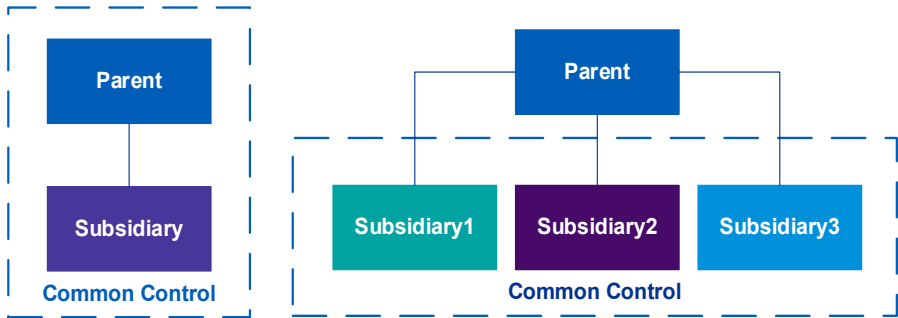 Parent
Subsidiary
Common Control
Parent
Subsidiary1
Subsidiary2
Subsidiary3
Common Control